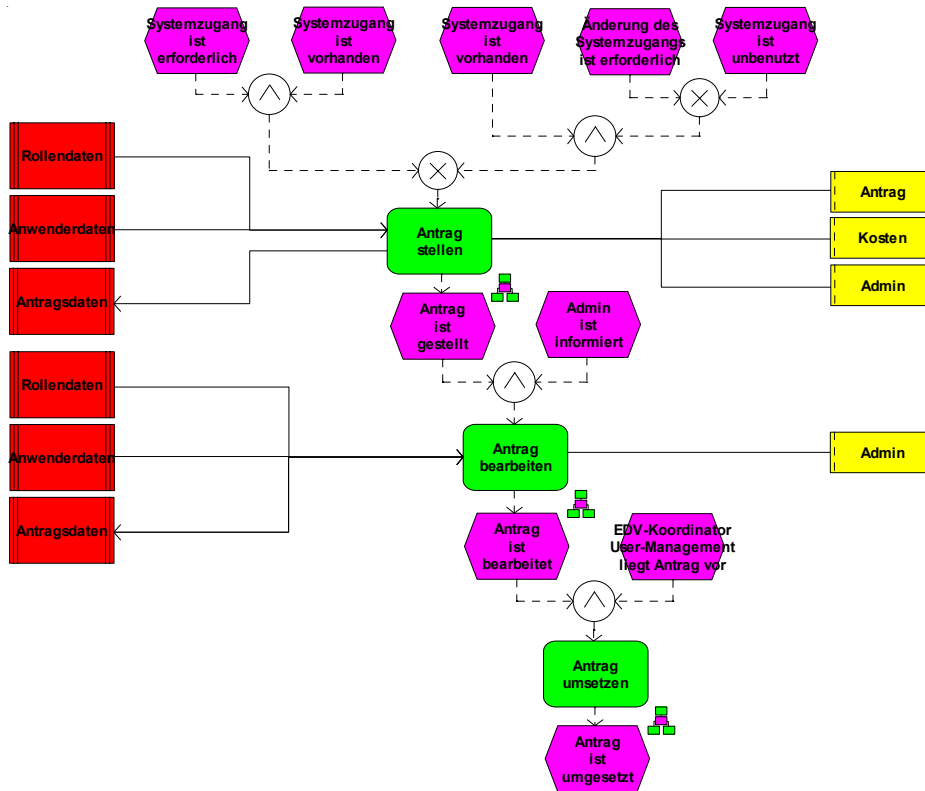 Systemzugang
ist
erforderlich
Systemzugang
ist
vorhanden
Systemzugang
ist
vorhanden
Änderung des
Systemzugangs
ist erforderlich
Systemzugang
ist
unbenutzt
Rollendaten
Anwenderdaten
Antragsdaten
Antrag
stellen
Antrag
Kosten
Admin
Antrag
ist
gestellt
Admin
ist
informiert
Rollendaten
Anwenderdaten
Antragsdaten
Antrag
bearbeiten
Admin
Antrag
ist
bearbeitet
EDV-Koordinator
User-Management
liegt Antrag vor
Antrag
umsetzen
Antrag
ist
umgesetzt